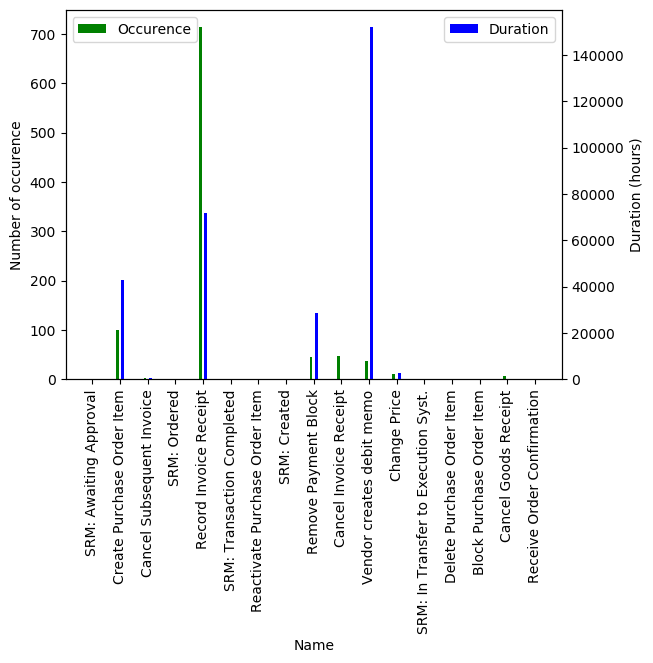 Occurence
Duration
700
600
500
400
300
200
100
0
Number of occurence
140000
120000
100000
80000
60000
40000
20000
0
Duration (hours)
SRM: Awaiting Approval
Create Purchase Order Item
Cancel Subsequent Invoice
SRM: Ordered
Record Invoice Receipt
SRM: Transaction Completed
Reactivate Purchase Order Item
SRM: Created
Remove Payment Block
Cancel Invoice Receipt
Vendor creates debit memo
Change Price
SRM: In Transfer to Execution Syst.
Delete Purchase Order Item
Block Purchase Order Item
Cancel Goods Receipt
Receive Order Confirmation
Name